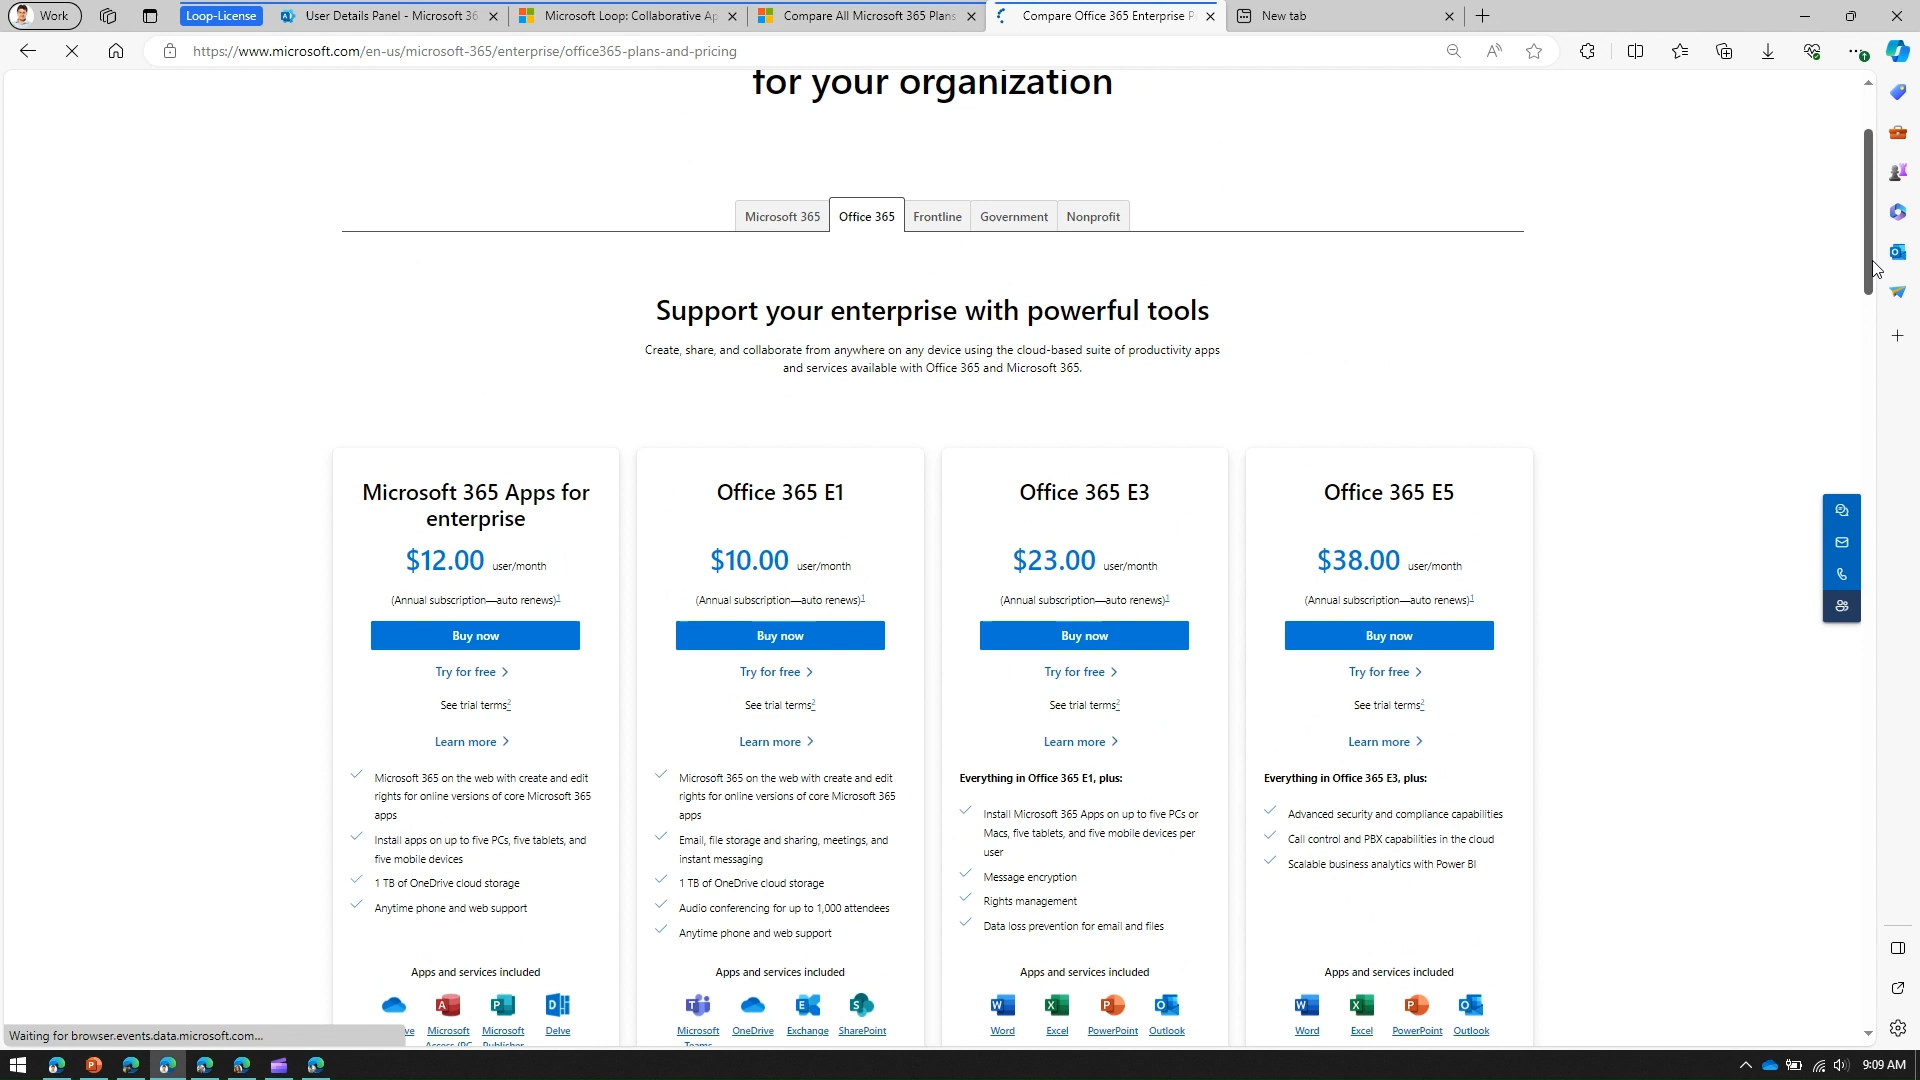 Work
Loop-License
User Details Panel - Microsoft 36
Microsoft Loop: Collaborative Ap
Compare All Microsoft 365 Plans
Compare Office 365 Enterprise P
New tab
https://www.microsoft.com/en-us/microsoft-365/enterprise/office365-plans-and-pricing
for your organization
Microsoft 365
Office 365
Frontline
Government
Nonprofit
Support your enterprise with powerful tools
Create, share, and collaborate from anywhere on any device using the cloud-based suite of productivity apps
and services available with Office 365 and Microsoft 365.
Microsoft 365 Apps for
enterprise
$12.00 user/month
(Annual subscription—auto renews)1
Buy now
Try for free
See trial terms2
Learn more
Microsoft 365 on the web with create and edit
rights for online versions of core Microsoft 365
apps
Install apps on up to five PCs, five tablets, and
five mobile devices
1 TB of OneDrive cloud storage
Anytime phone and web support
Apps and services included
ve
Microsoft
Access (PC
Microsoft
Publisher
Delve
Office 365 E1
$10.00 user/month
(Annual subscription—auto renews)1
Buy now
Try for free
See trial terms2
Learn more
Microsoft 365 on the web with create and edit
rights for online versions of core Microsoft 365
apps
Email, file storage and sharing, meetings, and
instant messaging
1 TB of OneDrive cloud storage
Audio conferencing for up to 1,000 attendees
Anytime phone and web support
Apps and services included
Microsoft
Teams
OneDrive
Exchange
SharePoint
Office 365 E3
$23.00 user/month
(Annual subscription—auto renews)1
Buy now
Try for free
See trial terms2
Learn more
Everything in Office 365 E1, plus:
Install Microsoft 365 Apps on up to five PCs or
Macs, five tablets, and five mobile devices per
user
Message encryption
Rights management
Data loss prevention for email and files
Apps and services included
Word
Excel
PowerPoint
Outlook
Office 365 E5
$38.00 user/month
(Annual subscription—auto renews)1
Buy now
Try for free
See trial terms2
Learn more
Everything in Office 365 E3, plus:
Advanced security and compliance capabilities
Call control and PBX capabilities in the cloud
Scalable business analytics with Power BI
Apps and services included
Word
Excel
PowerPoint
Outlook
Waiting for browser.events.data.microsoft.com...
9:09 AM